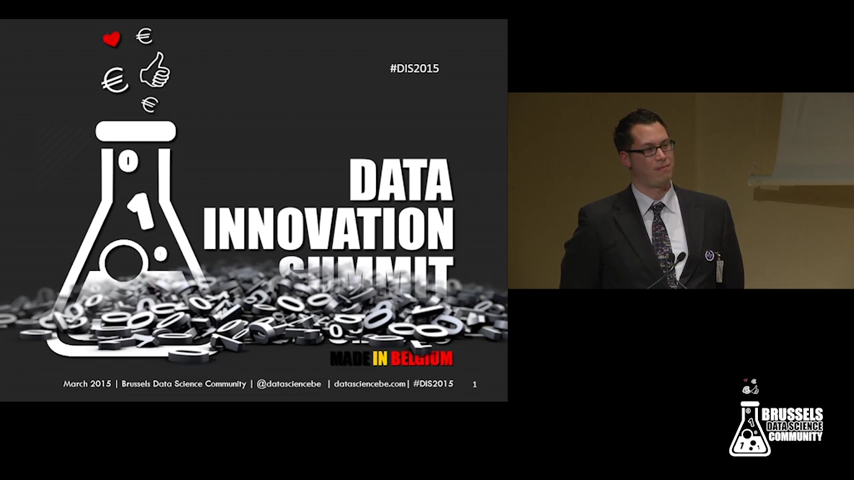 #DIS2015
DATA
INNOVATION
SUMMIT
MADE IN BELGIUM
March 2015 | Brussels Data Science Community | @datasciencebe | datasciencebe.com | #DIS2015 1
BRUSSELS
DATA SCIENCE
COMMUNITY